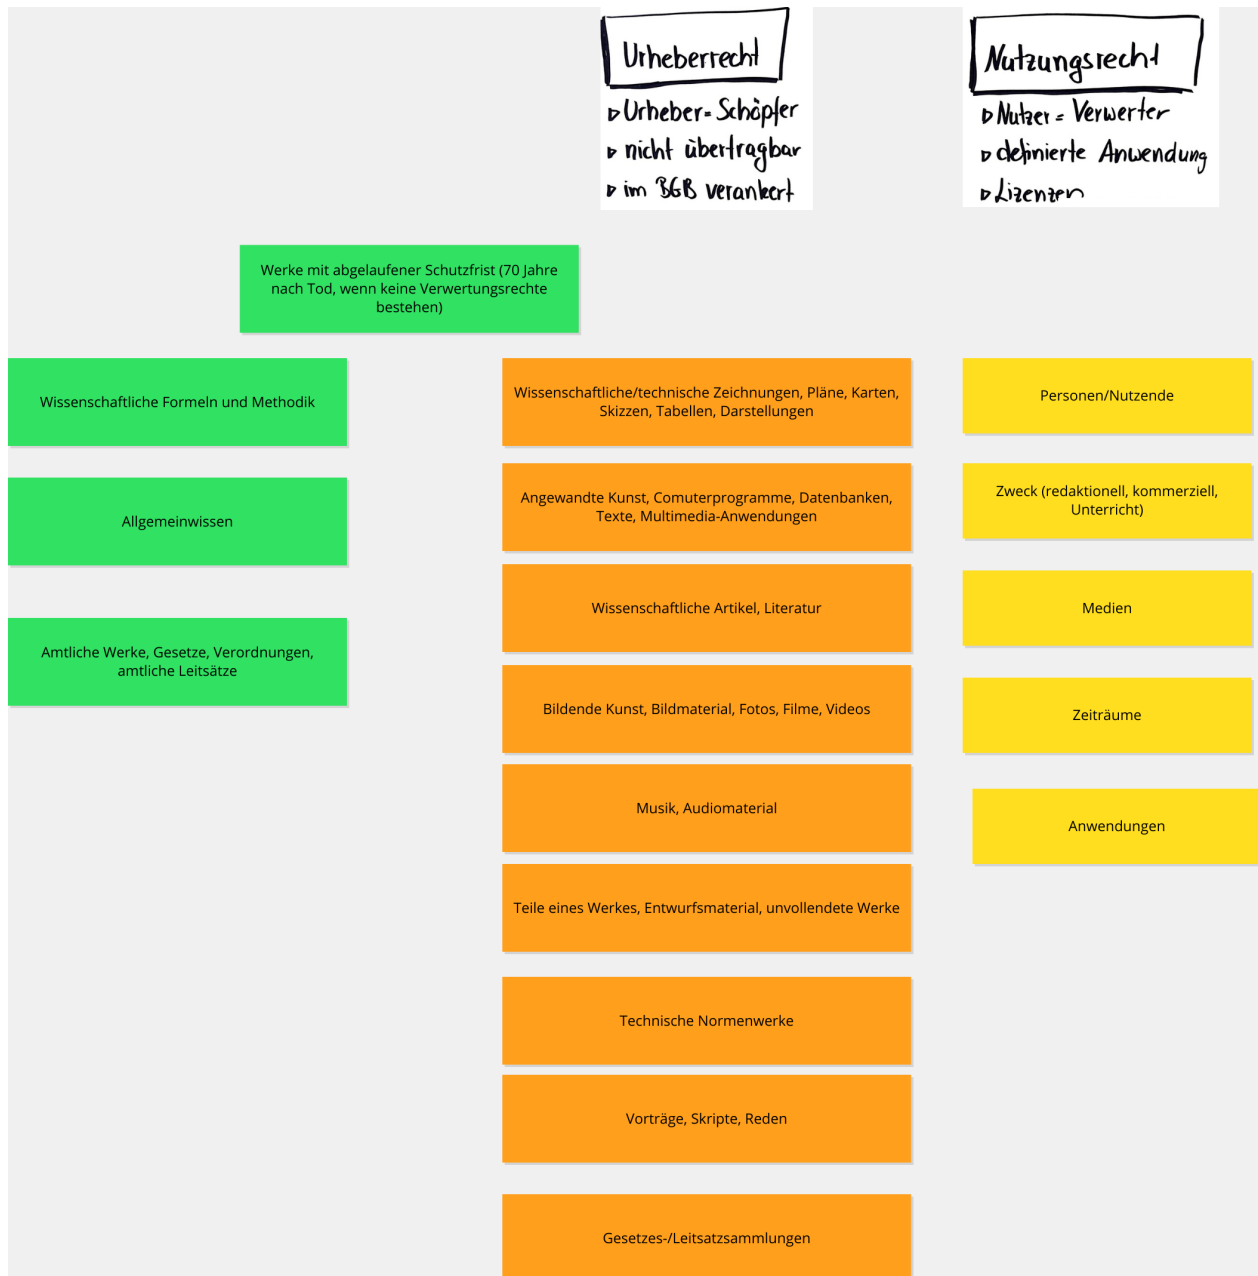 Urheberrecht
▷ Urheber = Schöpfer
▷ nicht übertragbar
▷ im BGB verankert
Nutzungsrecht
▷ Nutzer = Verwerter
▷ definierte Anwendung
▷ Lizenzen
Werke mit abgelaufener Schutzfrist (70 Jahre
nach Tod, wenn keine Verwertungsrechte
bestehen)
Wissenschaftliche Formeln und Methodik
Allgemeinwissen
Amtliche Werke, Gesetze, Verordnungen,
amtliche Leitsätze
Wissenschaftliche/technische Zeichnungen, Pläne, Karten,
Skizzen, Tabellen, Darstellungen
Angewandte Kunst, Comuterprogramme, Datenbanken,
Texte, Multimedia-Anwendungen
Wissenschaftliche Artikel, Literatur
Bildende Kunst, Bildmaterial, Fotos, Filme, Videos
Musik, Audiomaterial
Teile eines Werkes, Entwurfsmaterial, unvollendete Werke
Technische Normenwerke
Vorträge, Skripte, Reden
Gesetzes-/Leitsatzsammlungen
Personen/Nutzende
Zweck (redaktionell, kommerziell,
Unterricht)
Medien
Zeiträume
Anwendungen